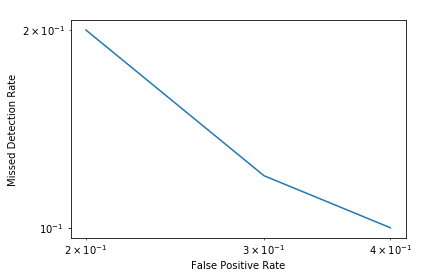 2 × 10⁻¹
Missed Detection Rate
10⁻¹
2 × 10⁻¹ 3 × 10⁻¹ 4 × 10⁻¹
False Positive Rate